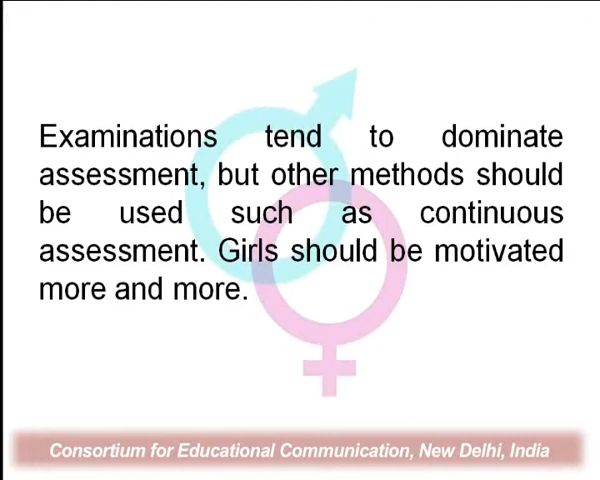 Examinations tend to dominate
assessment, but other methods should
be used such as continuous
assessment. Girls should be motivated
more and more.
Consortium for Educational Communication, New Delhi, India